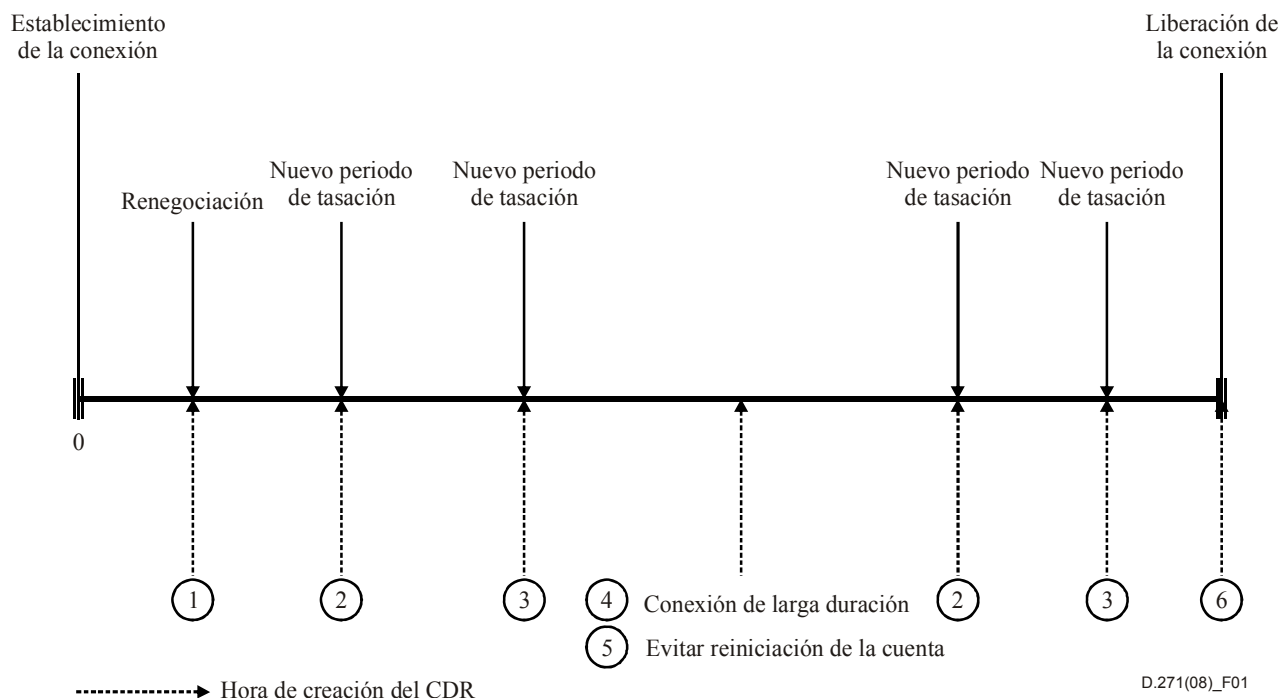 Establecimiento
de la conexión
Liberación de
la conexión
Renegociación
Nuevo periodo
de tasación
Nuevo periodo
de tasación
Nuevo periodo
de tasación
Nuevo periodo
de tasación
0
1
2
3
4 Conexión de larga duración
5 Evitar reiniciación de la cuenta
2
3
6
Hora de creación del CDR
D.271(08)_F01